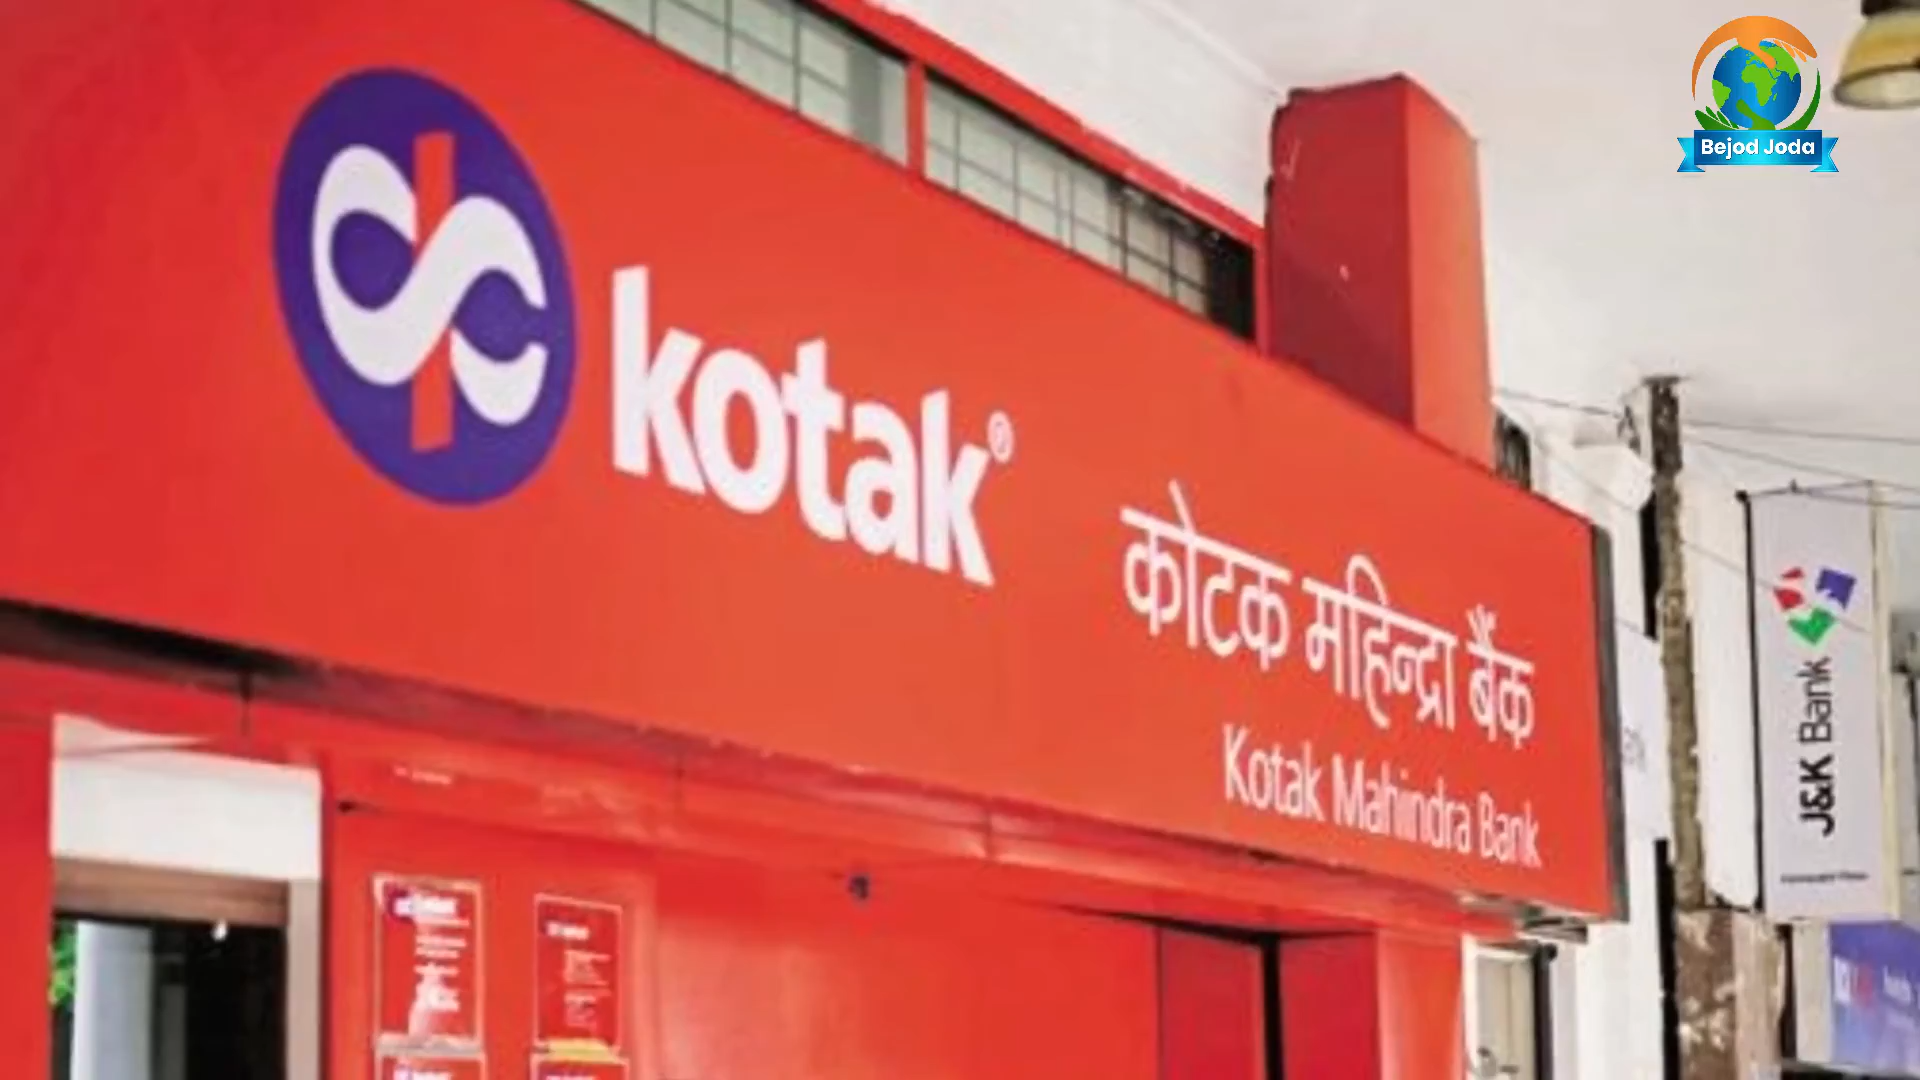 Bejod Joda
kotak®
कोटक महिन्द्रा बैंक
Kotak Mahindra Bank
J&K Bank